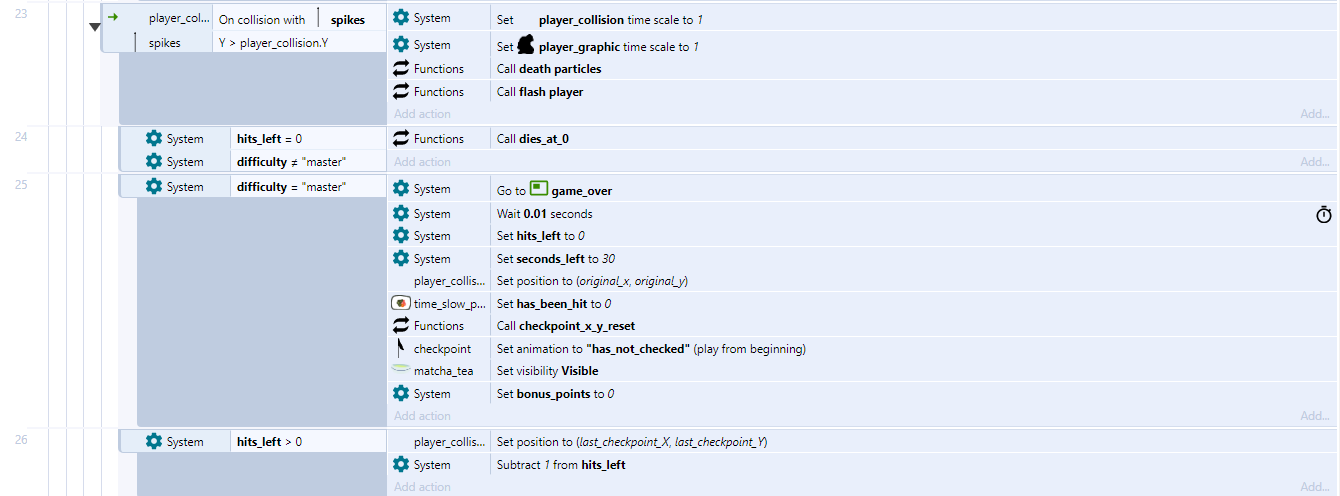 23 player_col... On collision with spikes System Set player_collision time scale to 1
spikes Y > player_collision.Y System Set player_graphic time scale to 1
Functions Call death particles
Functions Call flash player
Add action Add...
24 System hits_left = 0 Functions Call dies_at_0
System difficulty ≠ "master" Add action Add...
25 System difficulty = "master" System Go to game_over
System Wait 0.01 seconds
System Set hits_left to 0
System Set seconds_left to 30
player_collis... Set position to (original_x, original_y)
time_slow_p... Set has_been_hit to 0
Functions Call checkpoint_x_y_reset
checkpoint Set animation to "has_not_checked" (play from beginning)
matcha_tea Set visibility Visible
System Set bonus_points to 0
Add action Add...
26 System hits_left > 0 player_collis... Set position to (last_checkpoint_X, last_checkpoint_Y)
System Subtract 1 from hits_left
Add action Add...